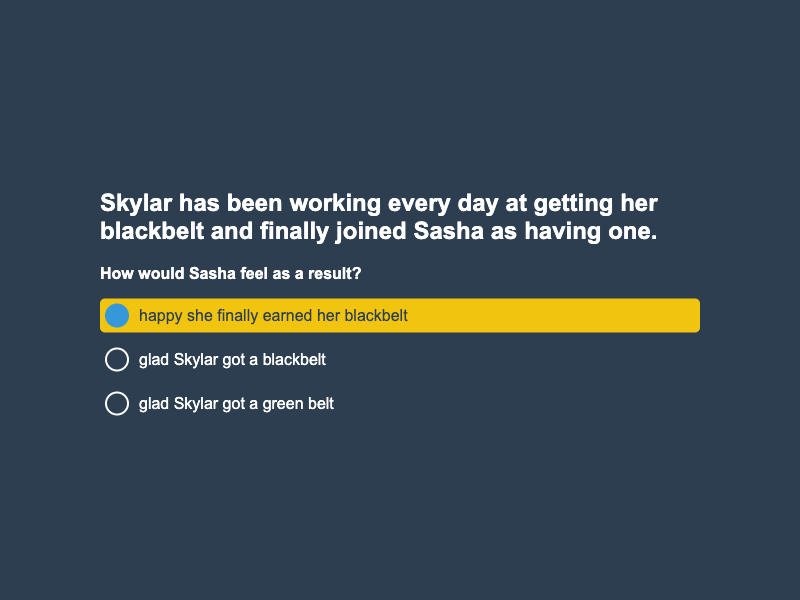 Skylar has been working every day at getting her
blackbelt and finally joined Sasha as having one.
How would Sasha feel as a result?
happy she finally earned her blackbelt
glad Skylar got a blackbelt
glad Skylar got a green belt